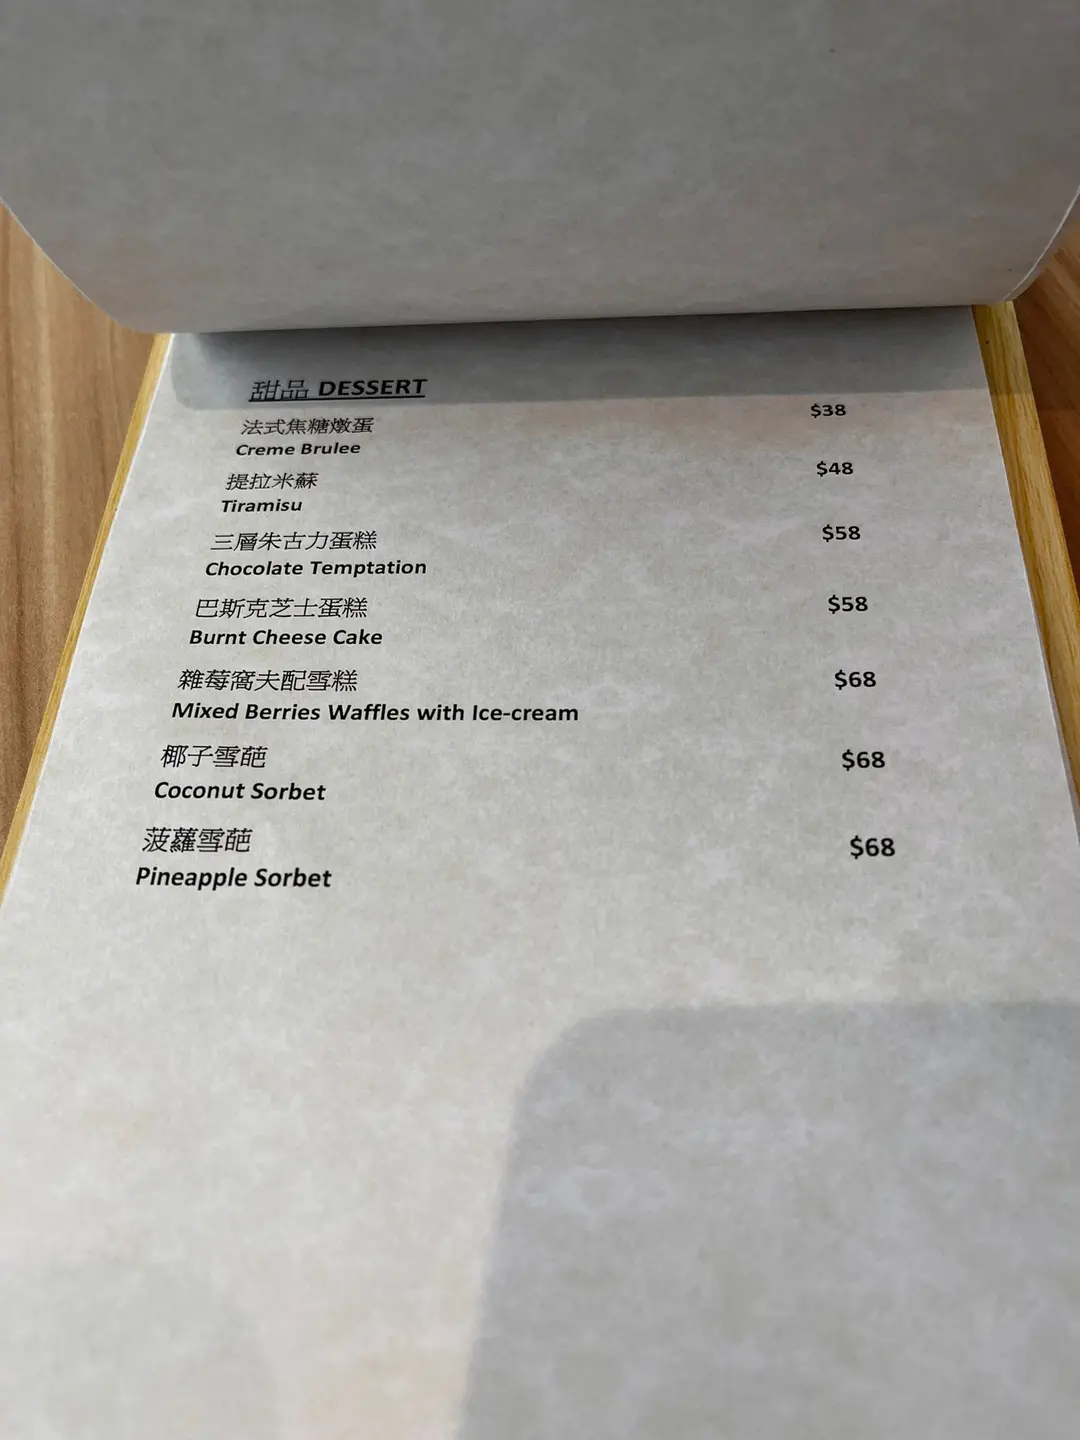 甜品 DESSERT
法式焦糖燉蛋 $38
Creme Brulee
提拉米蘇 $48
Tiramisu
三層朱古力蛋糕 $58
Chocolate Temptation
巴斯克芝士蛋糕 $58
Burnt Cheese Cake
雜莓窩夫配雪糕 $68
Mixed Berries Waffles with Ice-cream
椰子雪葩 $68
Coconut Sorbet
菠蘿雪葩 $68
Pineapple Sorbet